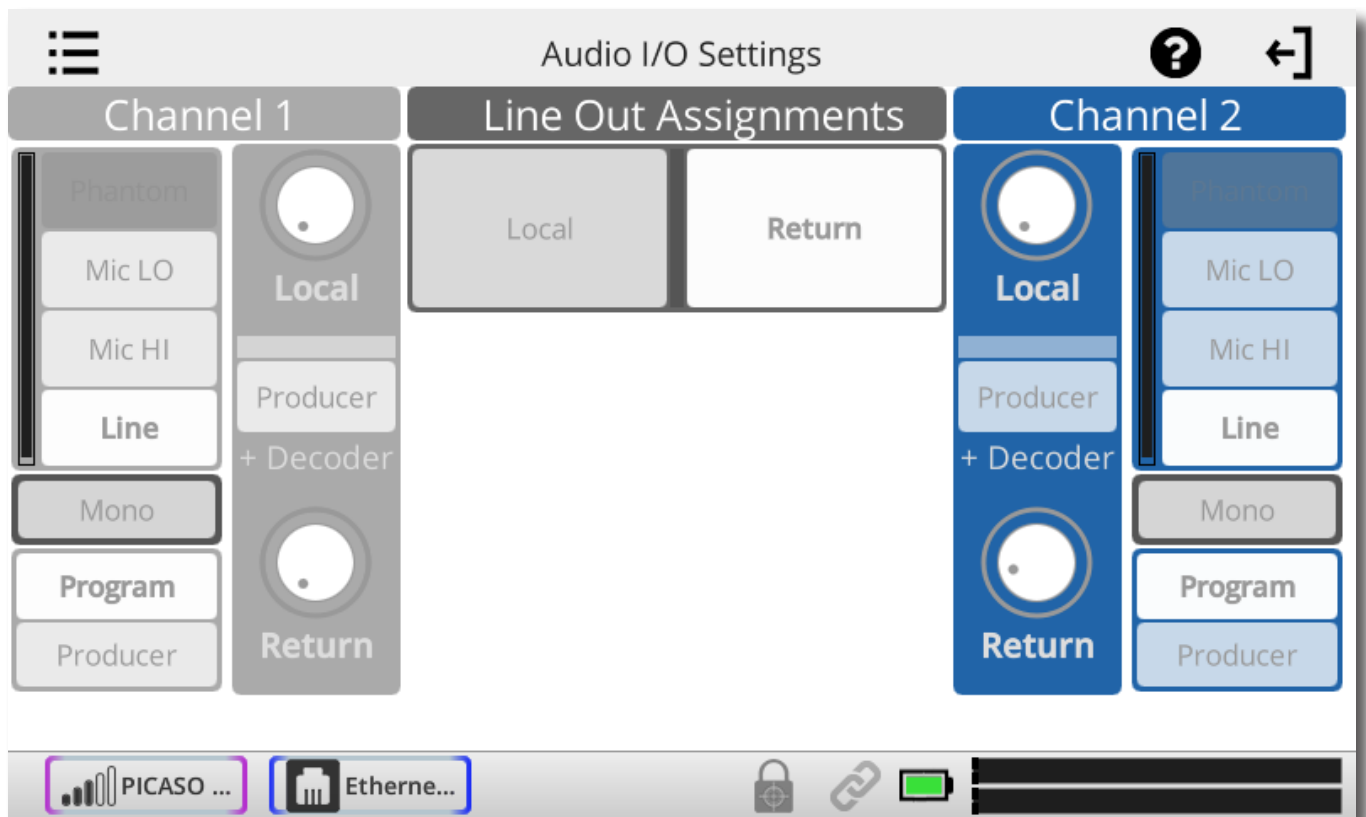 Audio I/O Settings
?
Channel 1
Phantom
Mic LO
Mic HI
Line
Mono
Program
Producer
Local
Producer
+ Decoder
Return
Line Out Assignments
Local
Return
Channel 2
Local
Producer
+ Decoder
Return
Phantom
Mic LO
Mic HI
Line
Mono
Program
Producer
PICASO ...
Etherne...